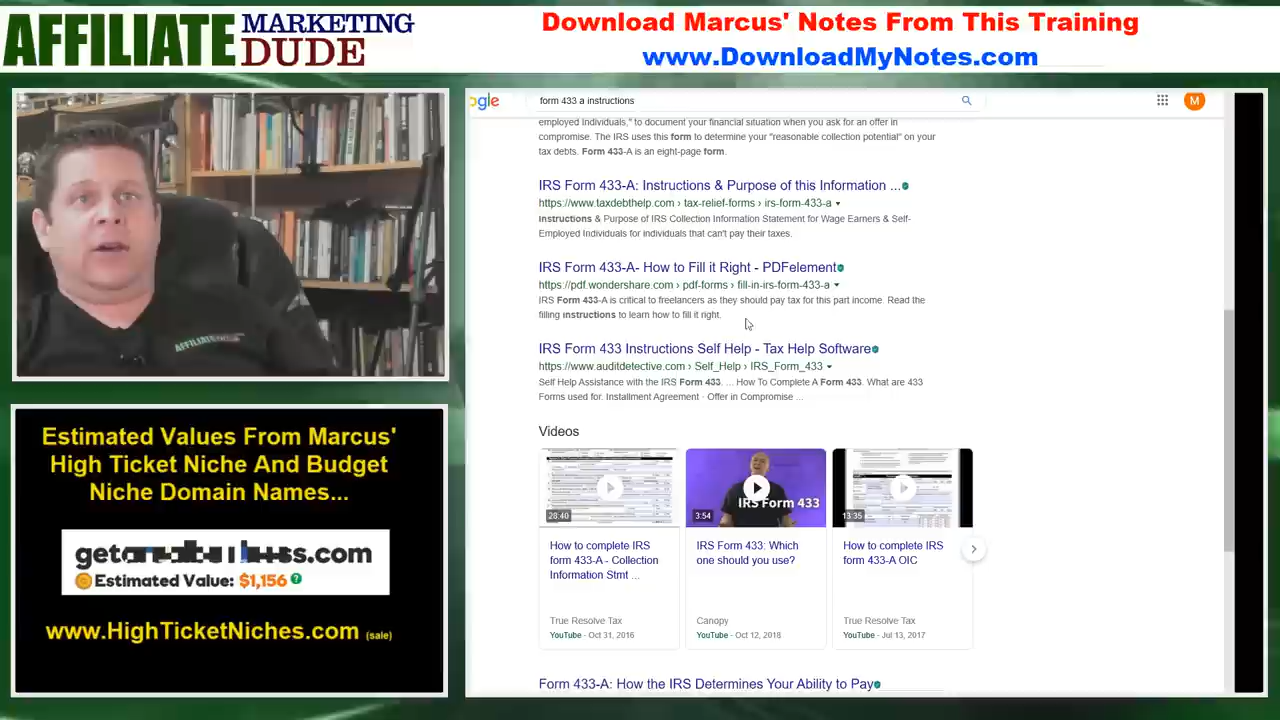 AFFILIATE MARKETING DUDE
Download Marcus' Notes From This Training
www.DownloadMyNotes.com
AFFILIATE
Estimated Values From Marcus'
High Ticket Niche And Budget
Niche Domain Names...
.com
Estimated Value: $1,156 ?
www.HighTicketNiches.com (sale)
ogle
form 433 a instructions
M
employed Individuals," to document your financial situation when you ask for an offer in
compromise. The IRS uses this form to determine your "reasonable collection potential" on your
tax debts. Form 433-A is an eight-page form.
IRS Form 433-A: Instructions & Purpose of this Information ...
https://www.taxdebthelp.com › tax-relief-forms › irs-form-433-a
Instructions & Purpose of IRS Collection Information Statement for Wage Earners & Self-
Employed Individuals for individuals that can't pay their taxes.
IRS Form 433-A- How to Fill it Right - PDFelement
https://pdf.wondershare.com › pdf-forms › fill-in-irs-form-433-a
IRS Form 433-A is critical to freelancers as they should pay tax for this part income. Read the
filling instructions to learn how to fill it right.
IRS Form 433 Instructions Self Help - Tax Help Software
https://www.auditdetective.com › Self_Help › IRS_Form_433
Self Help Assistance with the IRS Form 433. ... How To Complete A Form 433. What are 433
Forms used for. Installment Agreement · Offer in Compromise ...
Videos
28:40
3:54
IRS Form 433
13:35
How to complete IRS
form 433-A - Collection
Information Stmt ...
True Resolve Tax
YouTube - Oct 31, 2016
IRS Form 433: Which
one should you use?
Canopy
YouTube - Oct 12, 2018
How to complete IRS
form 433-A OIC
True Resolve Tax
YouTube - Jul 13, 2017
Form 433-A: How the IRS Determines Your Ability to Pay